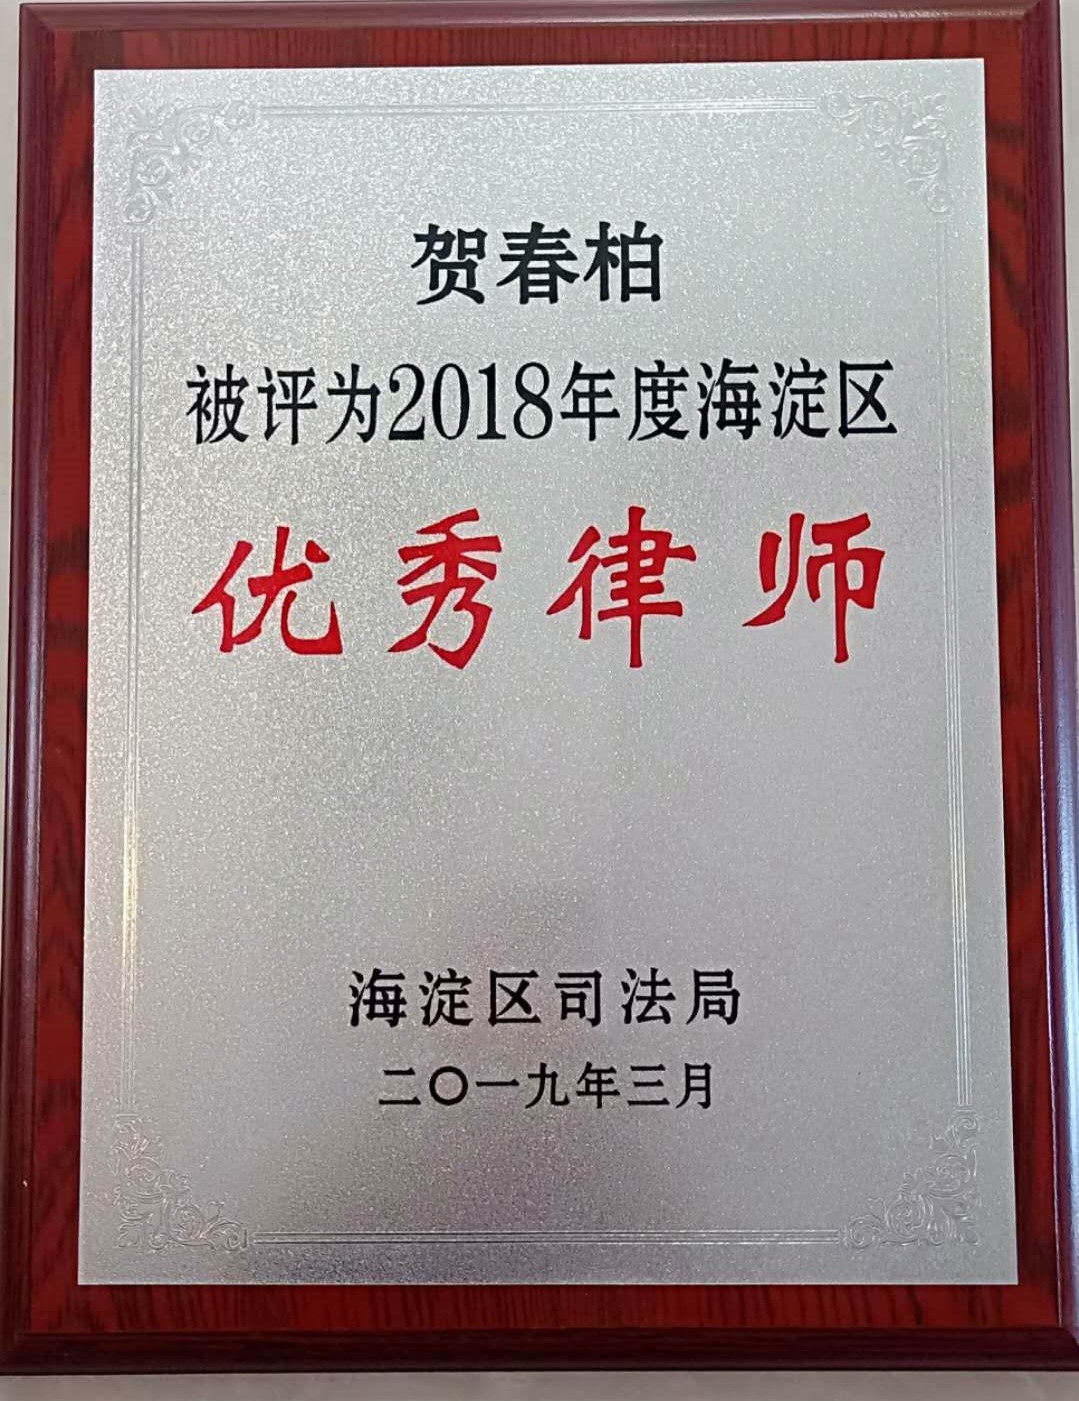 贺春柏
被评为2018年度海淀区
优秀律师
海淀区司法局
二〇一九年三月